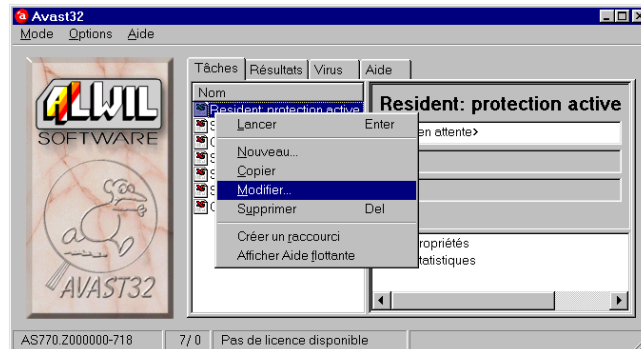 Avast32
Mode Options Aide
ALWIL
SOFTWARE
AVAST32
Tâches Résultats Virus Aide
Nom
Resident: protection active
Resident: protection active
en attente>
Lancer Enter
Nouveau...
Copier
Modifier...
Supprimer Del
Créer un raccourci
Afficher Aide flottante
ropriétés
tatistiques
AS770.Z000000-718 7/ 0 Pas de licence disponible